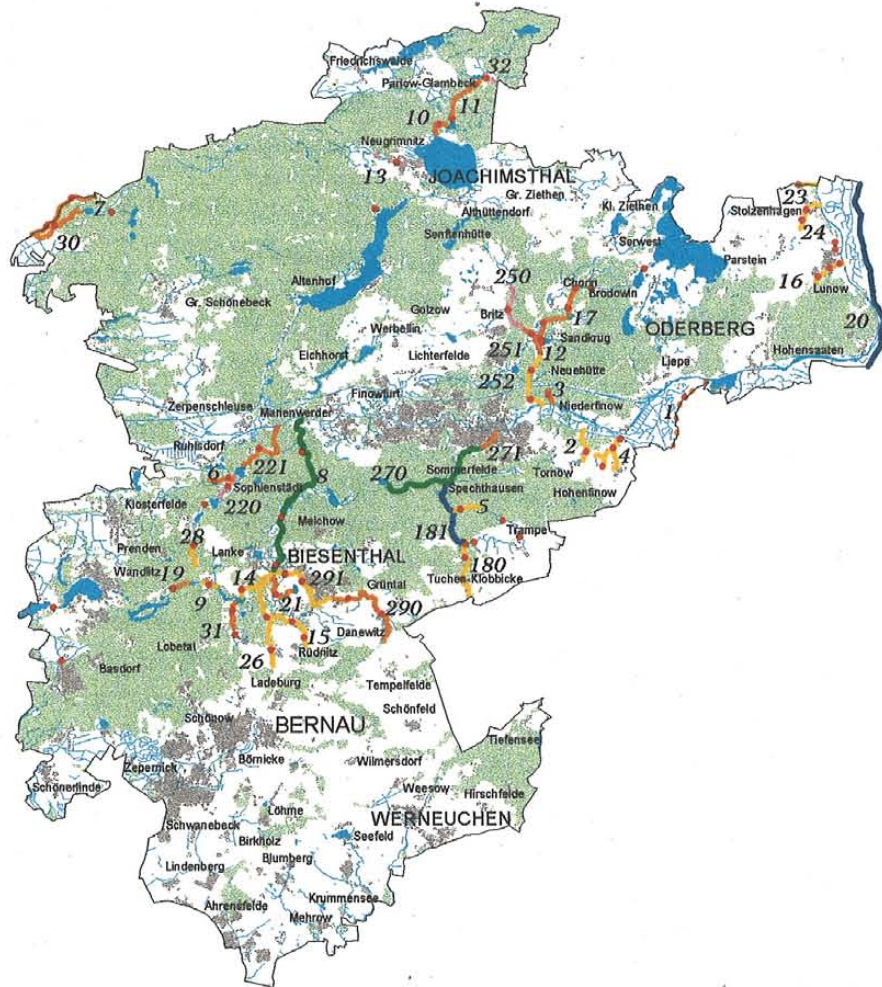 Friedrichswalde
32
Parlow-Glambeck
10
11
Neugrimnitz
13
JOACHIMSTHAL
Gr. Ziethen
Kl. Ziethen
23
7
Althüttendorf
Stolzenhagen
30
Senftenhütte
Serwest
24
Parstein
Altenhof
250
Chorin
Brodowin
16
Lunow
Gr. Schönebeck
Golzow
Britz
17
20
Werbellin
251
12
Sandkrug
ODERBERG
Eichhorst
Lichterfelde
Hohensaaten
252
Neuehütte
Liepe
Finowfurt
3
Zerpenschleuse
Niederfinow
1
Marienwerder
Ruhlsdorf
221
271
2
4
6
8
270
Sommerfelde
Tornow
Sophienstädt
Spechthausen
Hohenfinow
220
Klosterfelde
5
Melchow
181
Trampe
28
Prenden
Lanke
BIESENTHAL
180
Wandlitz
19
14
291
Grüntal
Tuchen-Klobbicke
9
21
290
31
15
Danewitz
Lobetal
26
Rüdnitz
Basdorf
Ladeburg
Tempelfelde
Schönow
Schönfeld
BERNAU
Tiefensee
Zepernick
Börnicke
Wilmersdorf
Schönerlinde
Weesow
Hirschfelde
Löhme
WERNEUCHEN
Schwanebeck
Birkholz
Seefeld
Lindenberg
Blumberg
Ahrensfelde
Krummensee
Mehrow